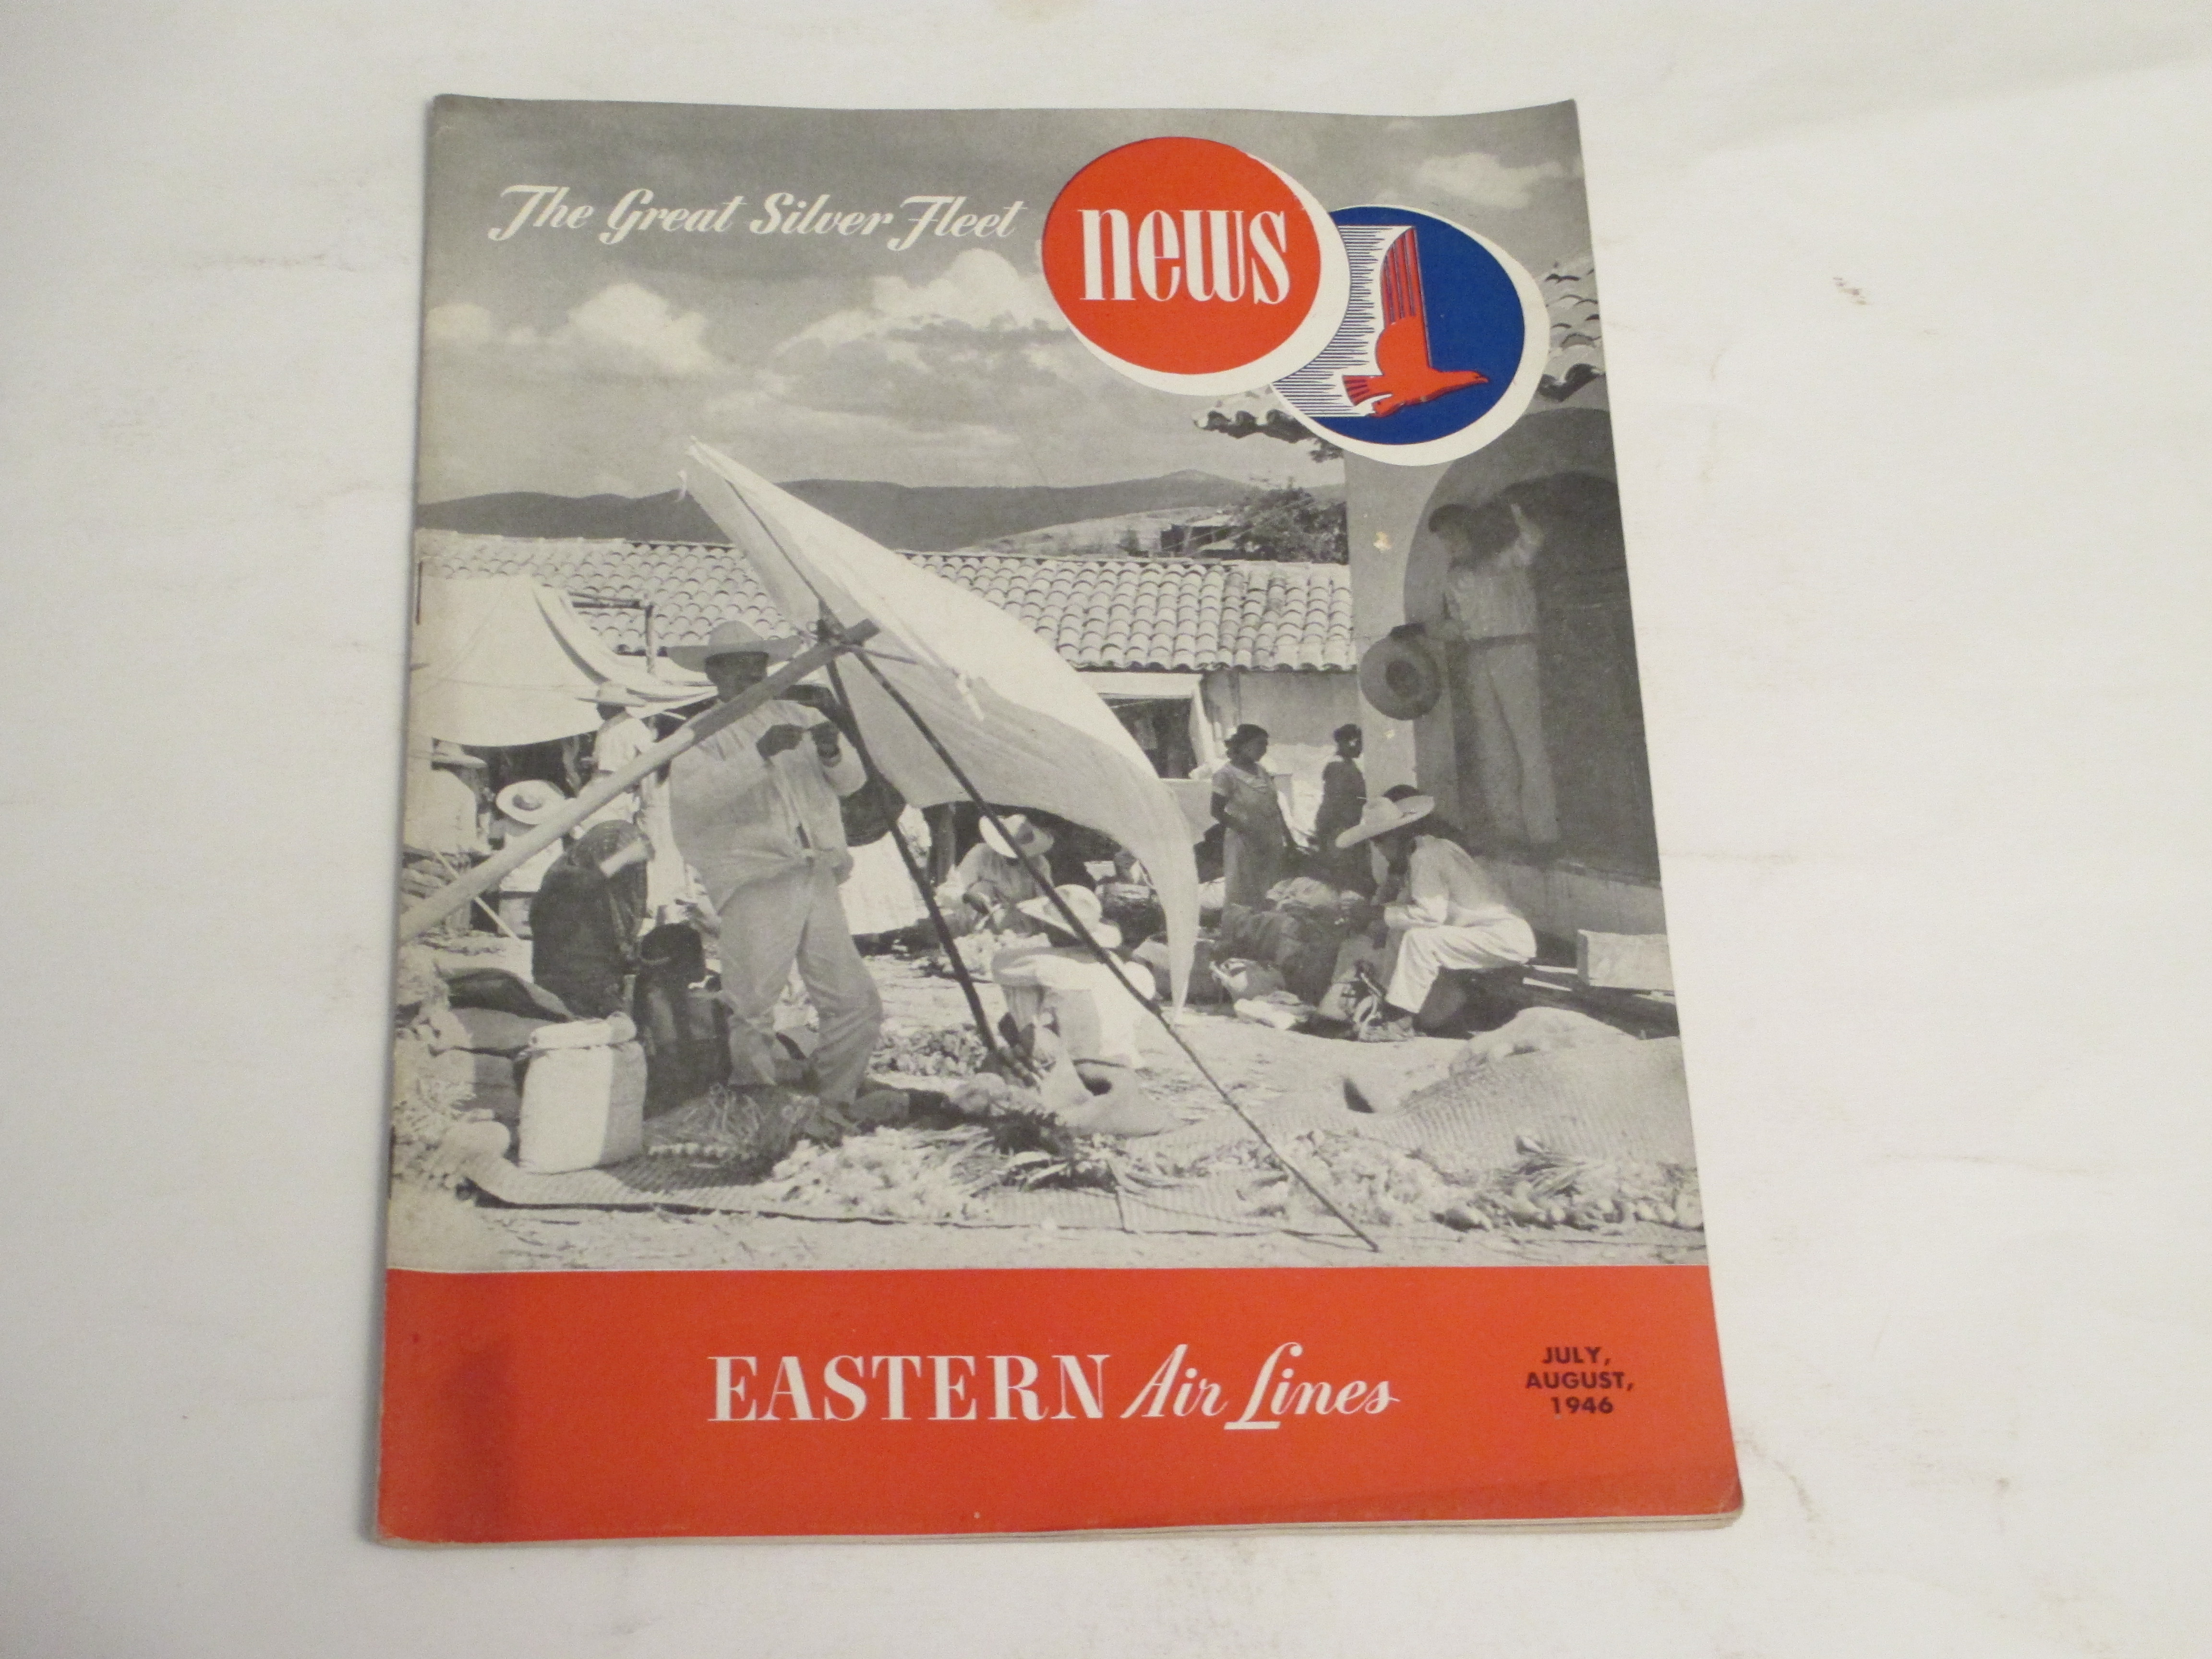 The Great Silver Fleet
news
EASTERN Air Lines
JULY,
AUGUST,
1946